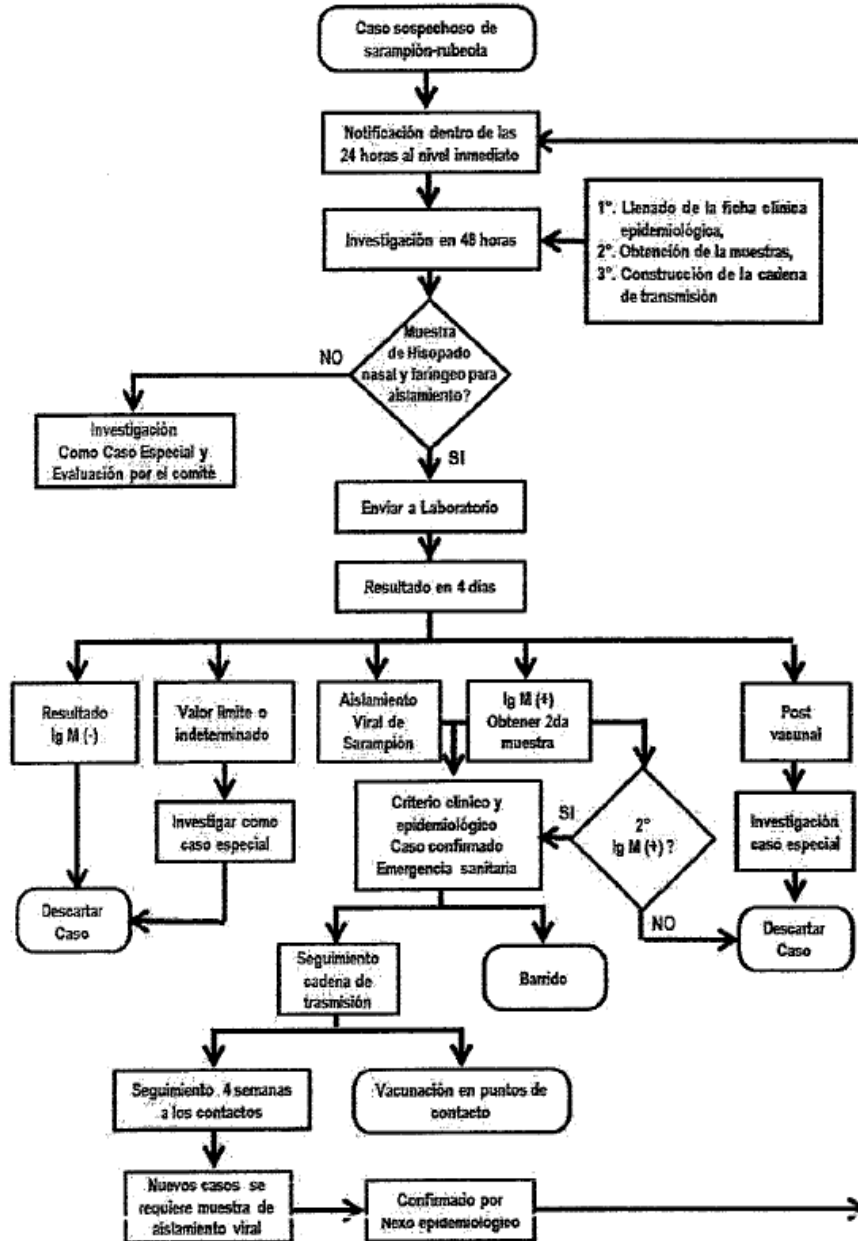 Caso sospechoso de
sarampión-rubeola
Notificación dentro de las
24 horas al nivel inmediato
1°. Llenado de la ficha clínica
epidemiológica,
2°. Obtención de la muestras,
3°. Construcción de la cadena
de transmisión
Investigación en 48 horas
Muestra
de Hisopado
nasal y faríngeo para
aislamiento?
NO
SI
Investigación
Como Caso Especial y
Evaluación por el comité
Enviar a Laboratorio
Resultado en 4 días
Resultado
Ig M (-)
Valor límite o
indeterminado
Aislamiento
Viral de
Sarampión
Ig M (+)
Obtener 2da
muestra
Post
vacunal
Investigar como
caso especial
Criterio clínico y
epidemiológico
Caso confirmado
Emergencia sanitaria
SI
2°
Ig M (+) ?
NO
Investigación
caso especial
Descartar
Caso
Descartar
Caso
Seguimiento
cadena de
trasmisión
Barrido
Seguimiento 4 semanas
a los contactos
Vacunación en puntos de
contacto
Nuevos casos se
requiere muestra de
aislamiento viral
Confirmado por
Nexo epidemiológico